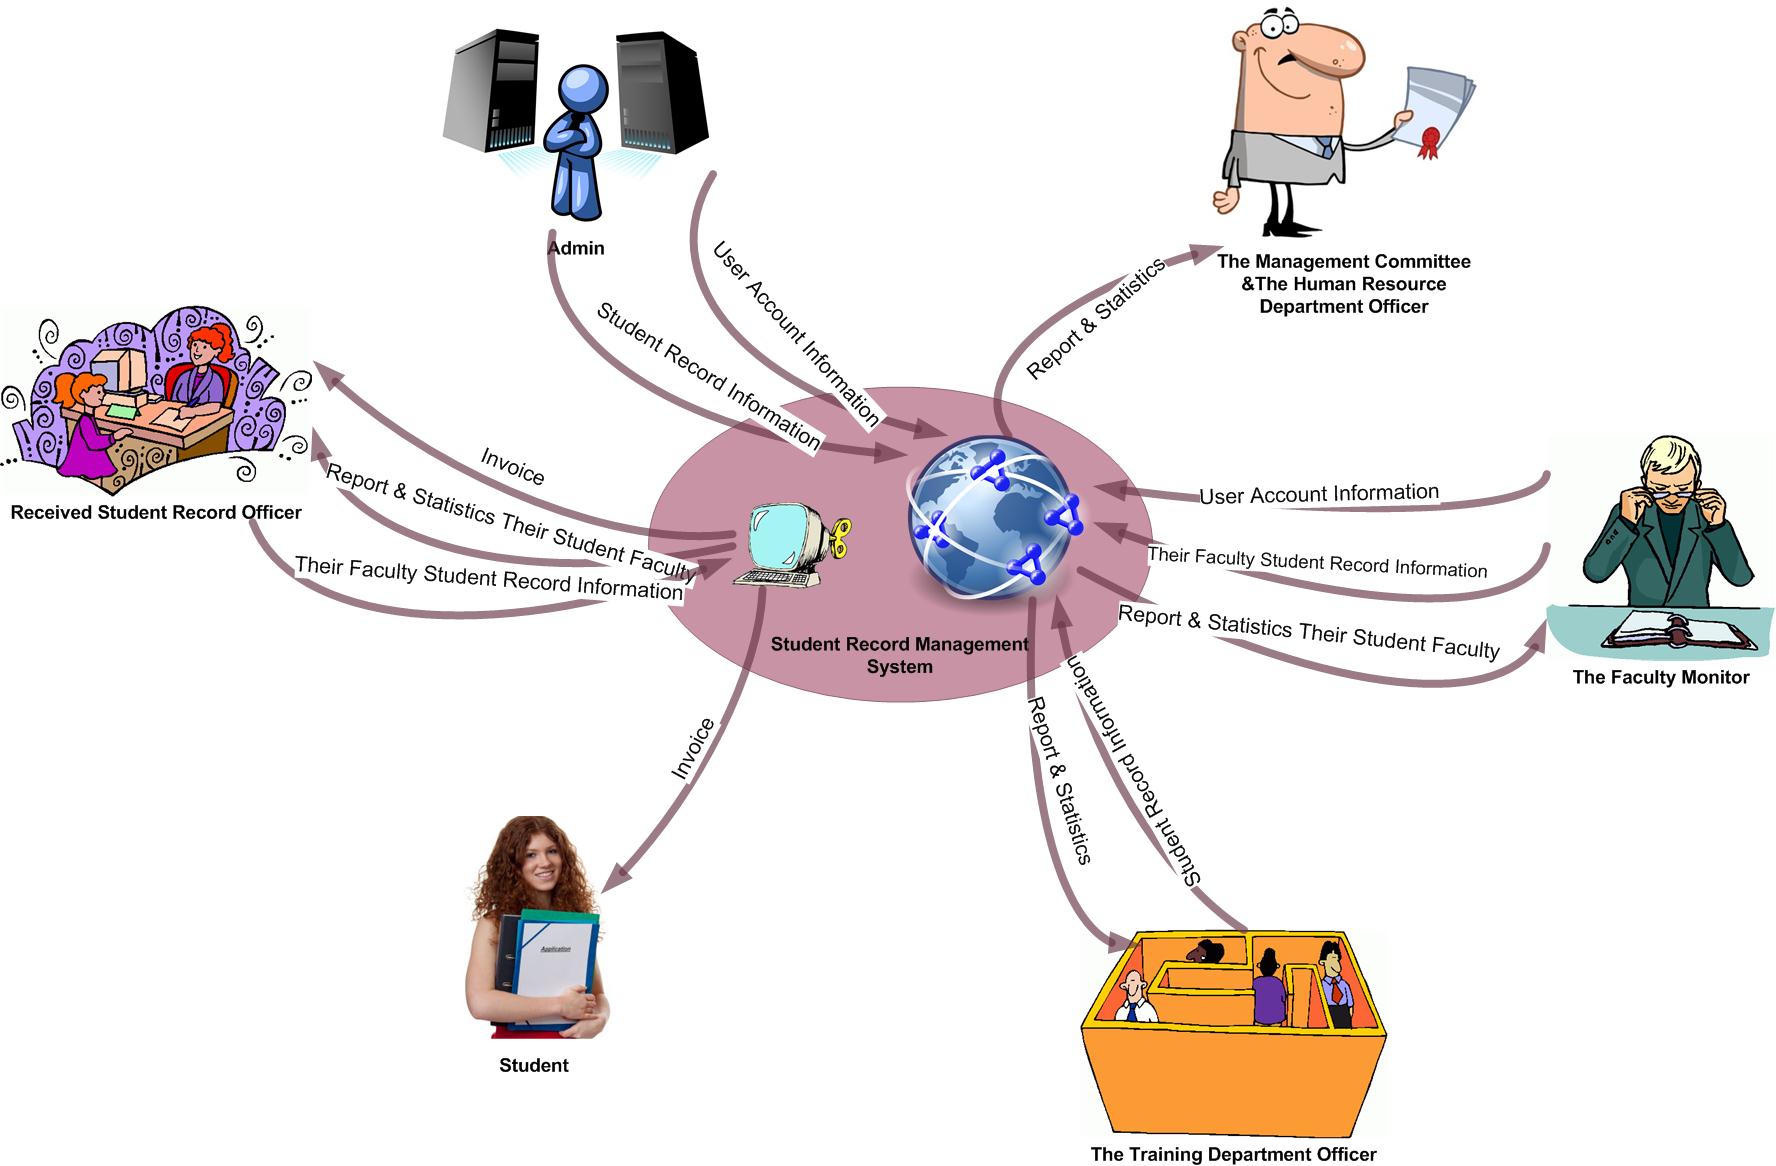 Admin
The Management Committee
&The Human Resource
Department Officer
User Account Information
Student Record Information
Report & Statistics
Received Student Record Officer
Invoice
Report & Statistics Their Student Faculty
Their Faculty Student Record Information
User Account Information
Their Faculty Student Record Information
Report & Statistics Their Student Faculty
The Faculty Monitor
Student Record Management
System
Invoice
Report & Statistics
Student Record Information
Application
Student
The Training Department Officer